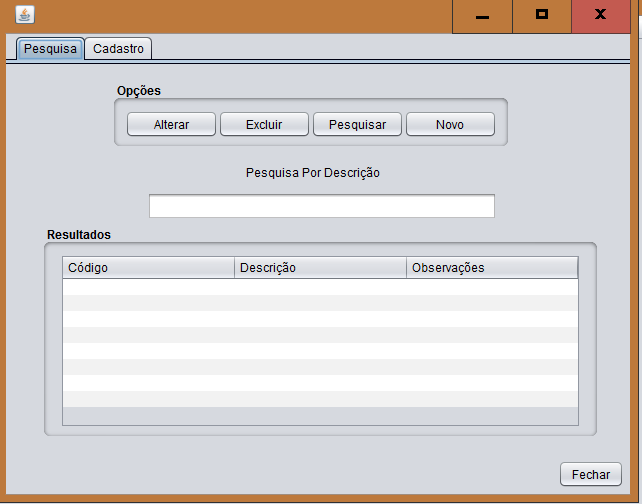 Pesquisa Cadastro
Opções
Alterar Excluir Pesquisar Novo
Pesquisa Por Descrição
Resultados
Código Descrição Observações
Fechar